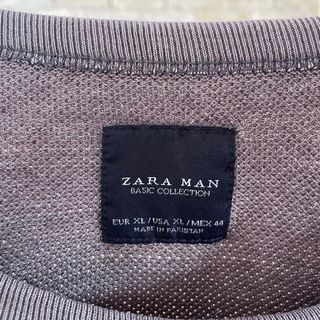 ZARA MAN
BASIC COLLECTION
EUR XL / USA XL / MEX 44
MADE IN PAKISTAN